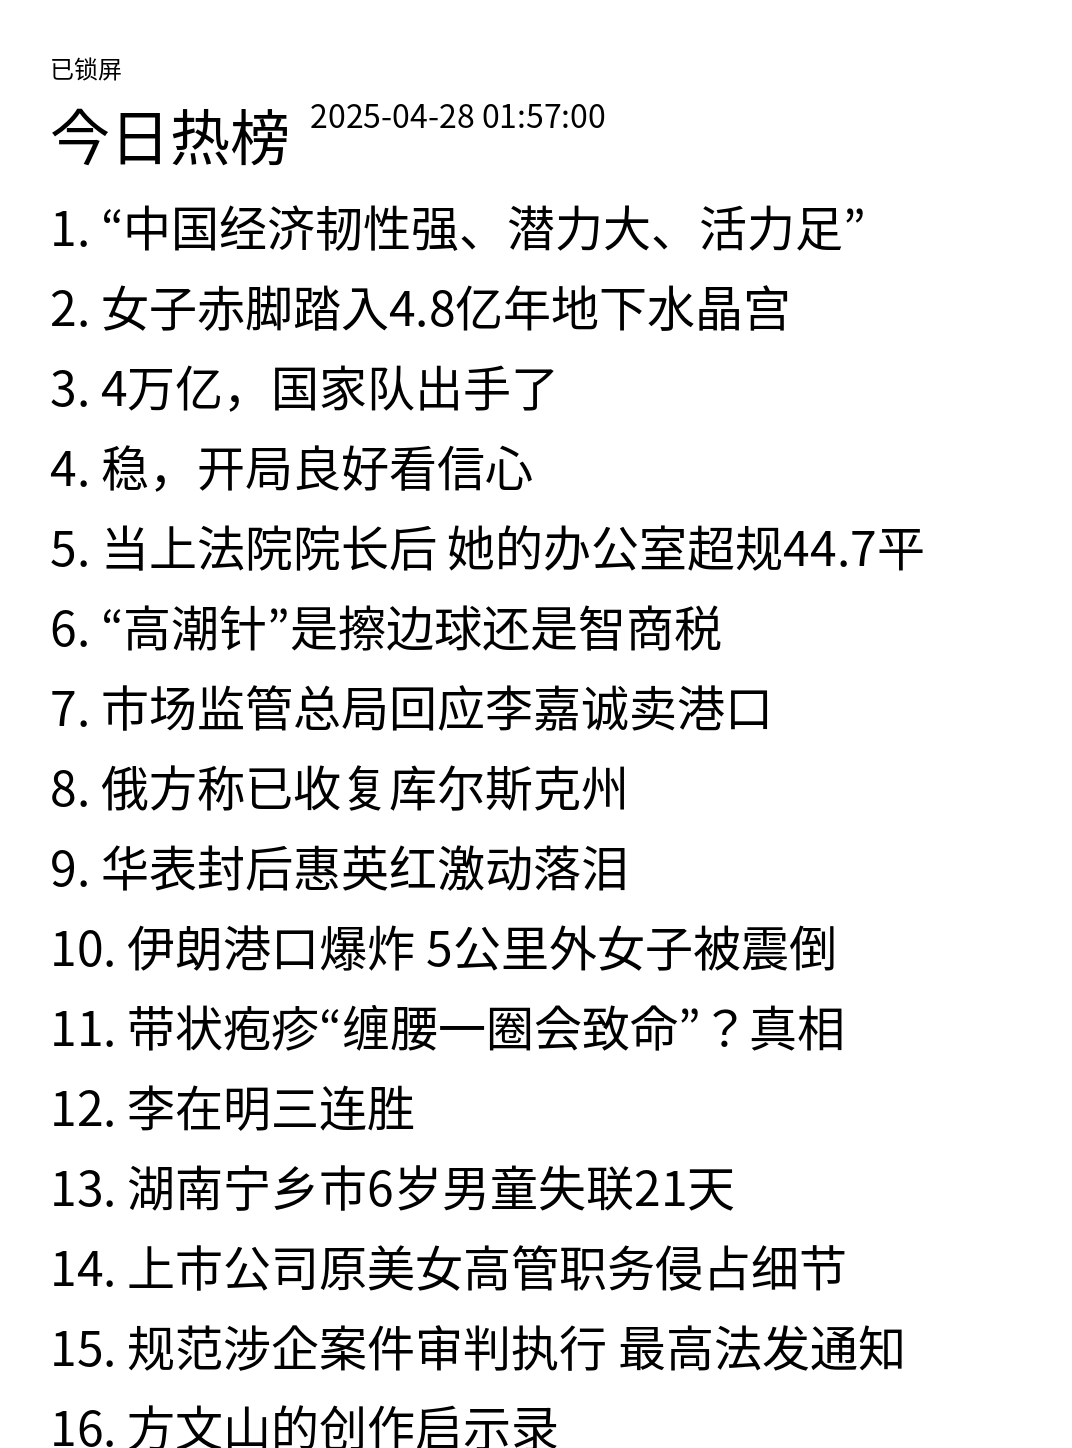 已锁屏
今日热榜 2025-04-28 01:57:00
1. “中国经济韧性强、潜力大、活力足”
2. 女子赤脚踏入4.8亿年地下水晶宫
3. 4万亿，国家队出手了
4. 稳，开局良好看信心
5. 当上法院院长后 她的办公室超规44.7平
6. “高潮针”是擦边球还是智商税
7. 市场监管总局回应李嘉诚卖港口
8. 俄方称已收复库尔斯克州
9. 华表封后惠英红激动落泪
10. 伊朗港口爆炸 5公里外女子被震倒
11. 带状疱疹“缠腰一圈会致命”？真相
12. 李在明三连胜
13. 湖南宁乡市6岁男童失联21天
14. 上市公司原美女高管职务侵占细节
15. 规范涉企案件审判执行 最高法发通知
16. 方文山的创作启示录